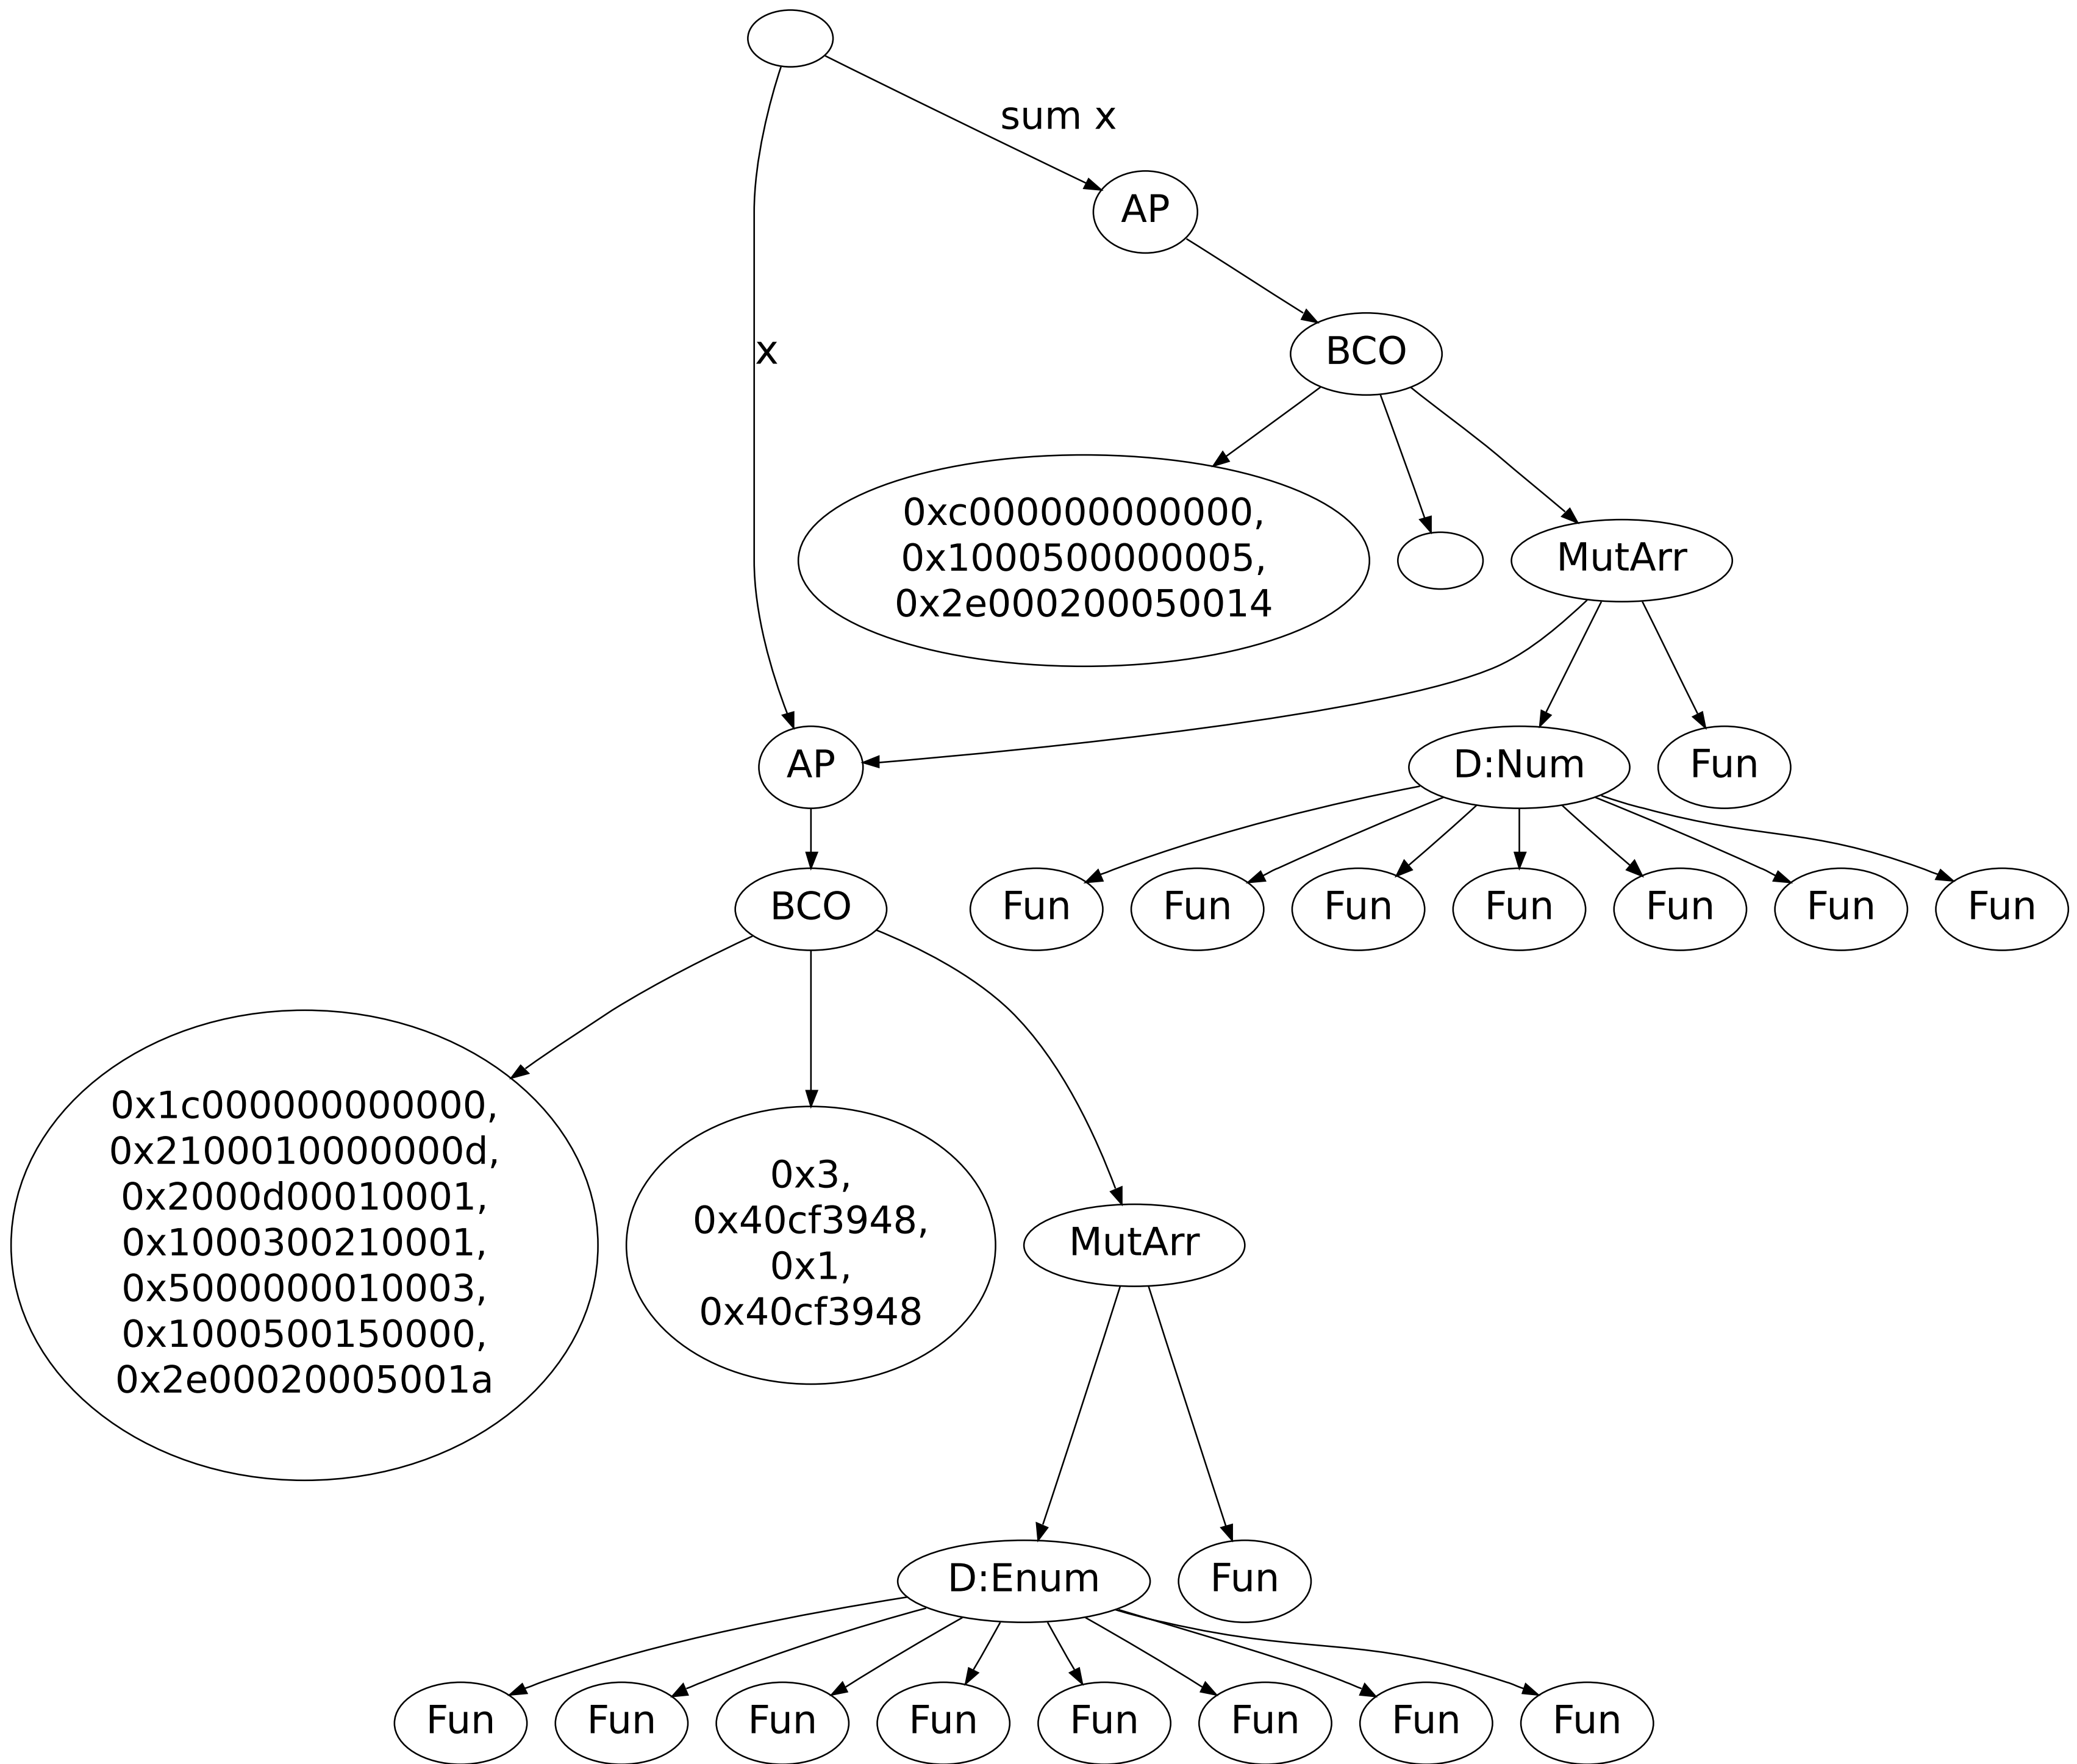 sum x
AP
x
BCO
0xc000000000000,
0x1000500000005,
0x2e000200050014
MutArr
AP
D:Num
Fun
BCO
Fun
Fun
Fun
Fun
Fun
Fun
Fun
0x1c000000000000,
0x2100010000000d,
0x2000d00010001,
0x1000300210001,
0x5000000010003,
0x1000500150000,
0x2e00020005001a
0x3,
0x40cf3948,
0x1,
0x40cf3948
MutArr
D:Enum
Fun
Fun
Fun
Fun
Fun
Fun
Fun
Fun
Fun